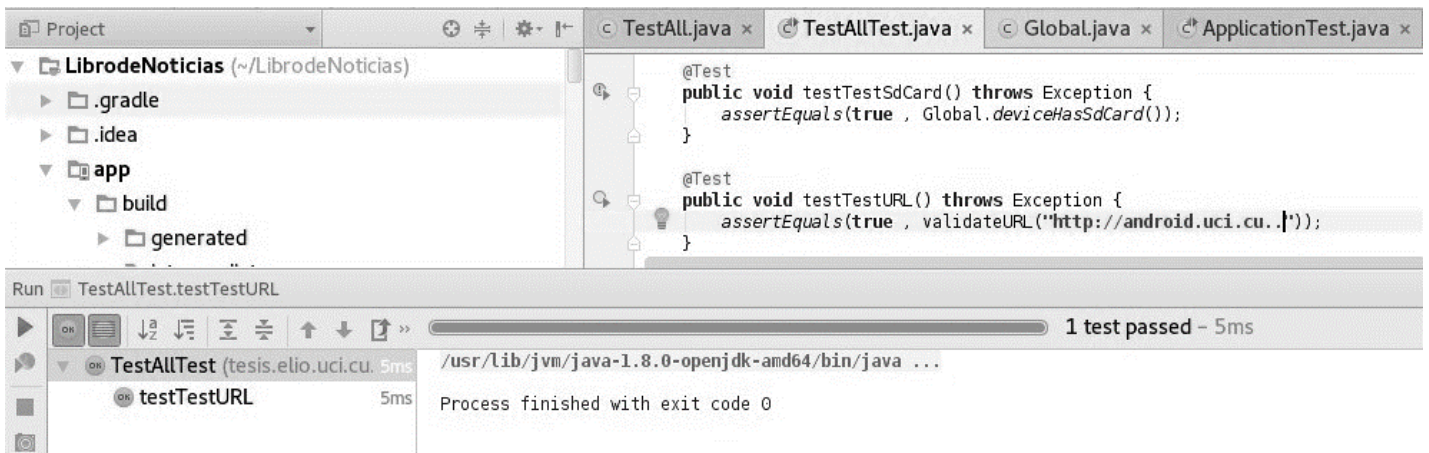 Project
LibrodeNoticias (~/LibrodeNoticias)
.gradle
.idea
app
build
generated
TestAll.java × TestAllTest.java × Global.java × ApplicationTest.java ×
@Test
public void testTestSdCard() throws Exception {
assertEquals(true , Global.deviceHasSdCard());
}
@Test
public void testTestURL() throws Exception {
assertEquals(true , validateURL("http://android.uci.cu.."));
}
Run TestAllTest.testTestURL
1 test passed – 5ms
TestAllTest (tesis.elio.uci.cu. 5ms
testTestURL 5ms
/usr/lib/jvm/java-1.8.0-openjdk-amd64/bin/java ...
Process finished with exit code 0